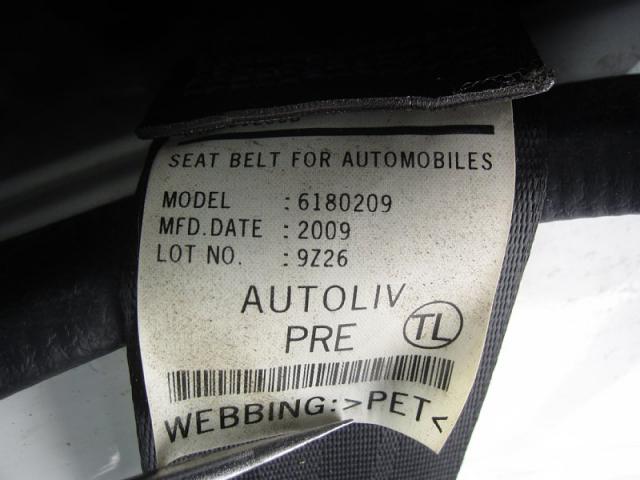 SEAT BELT FOR AUTOMOBILES
MODEL : 6180209
MFD.DATE : 2009
LOT NO. : 9Z26
AUTOLIV
PRE TL
WEBBING:>PET<